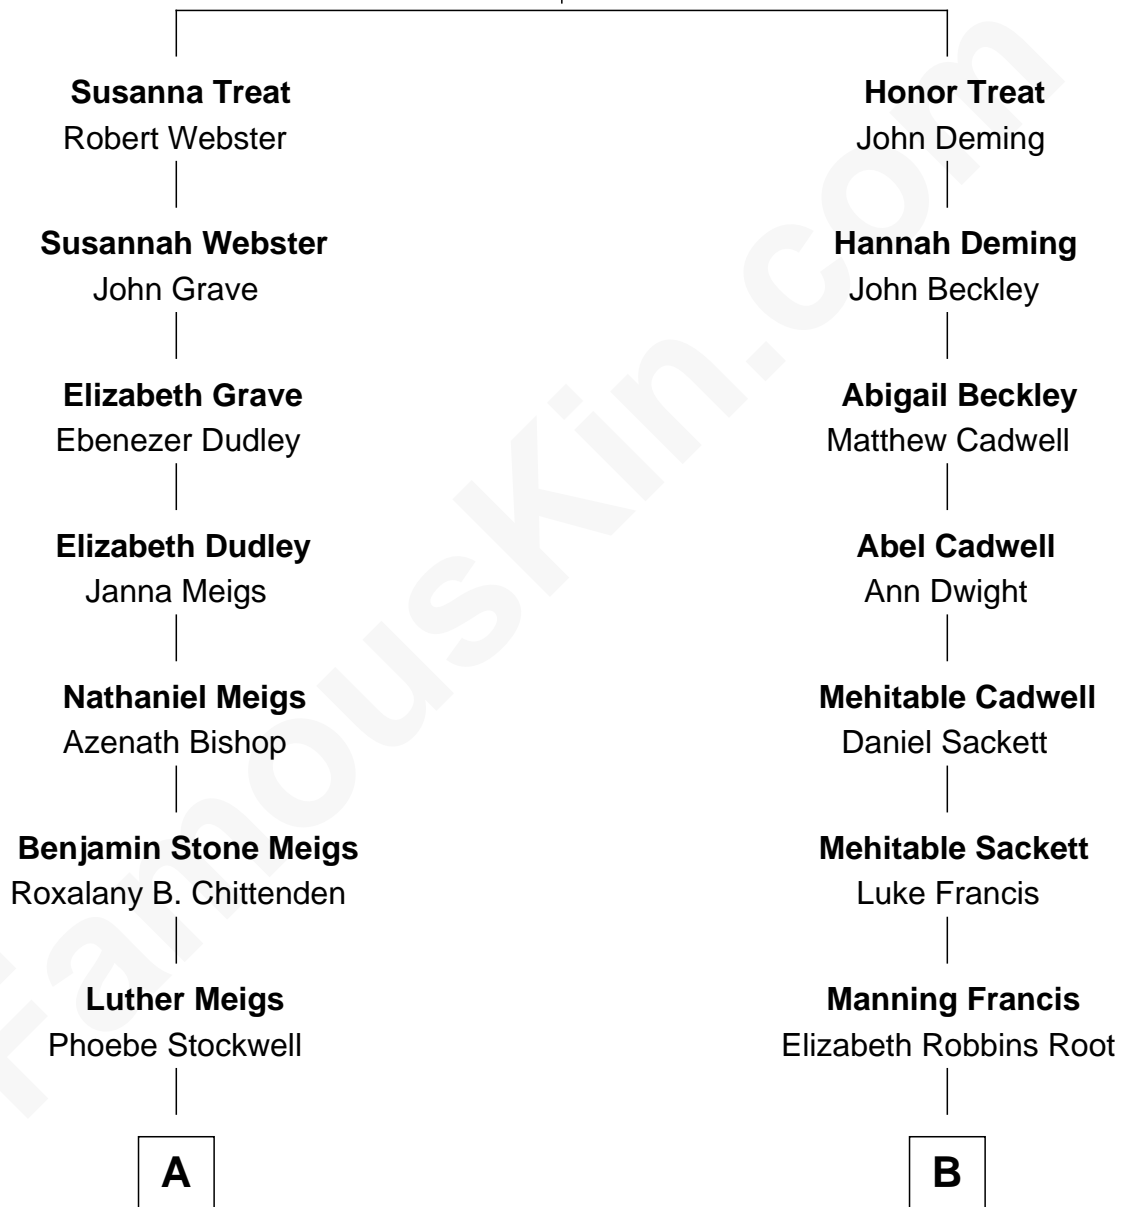 Susanna Treat
Robert Webster
Susannah Webster
John Grave
Elizabeth Grave
Ebenezer Dudley
Elizabeth Dudley
Janna Meigs
Nathaniel Meigs
Azenath Bishop
Benjamin Stone Meigs
Roxalany B. Chittenden
Luther Meigs
Phoebe Stockwell
A
Honor Treat
John Deming
Hannah Deming
John Beckley
Abigail Beckley
Matthew Cadwell
Abel Cadwell
Ann Dwight
Mehitable Cadwell
Daniel Sackett
Mehitable Sackett
Luke Francis
Manning Francis
Elizabeth Robbins Root
B
FamousKin.com